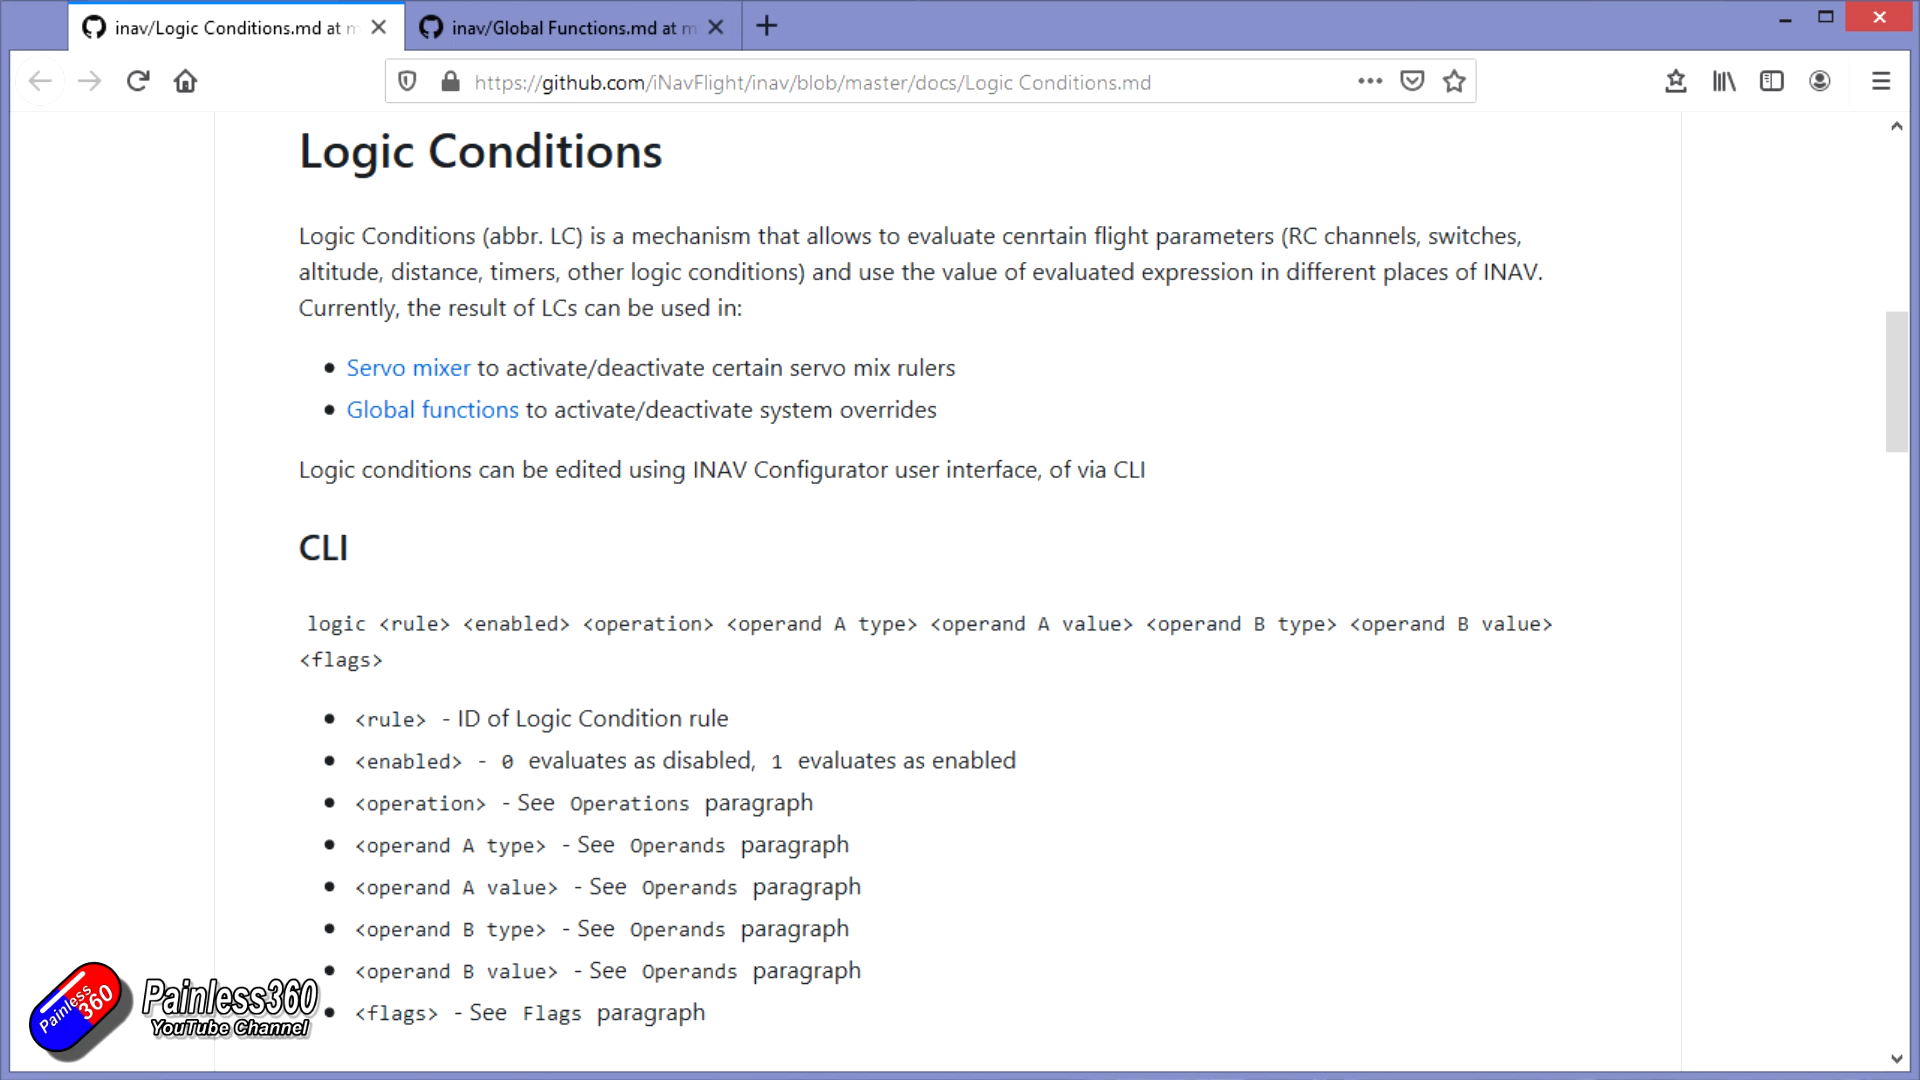 inav/Logic Conditions.md at m
inav/Global Functions.md at m
https://github.com/iNavFlight/inav/blob/master/docs/Logic Conditions.md
Logic Conditions
Logic Conditions (abbr. LC) is a mechanism that allows to evaluate cenrtain flight parameters (RC channels, switches,
altitude, distance, timers, other logic conditions) and use the value of evaluated expression in different places of INAV.
Currently, the result of LCs can be used in:
Servo mixer to activate/deactivate certain servo mix rulers
Global functions to activate/deactivate system overrides
Logic conditions can be edited using INAV Configurator user interface, of via CLI
CLI
logic <rule> <enabled> <operation> <operand A type> <operand A value> <operand B type> <operand B value>
<flags>
<rule> - ID of Logic Condition rule
<enabled> - 0 evaluates as disabled, 1 evaluates as enabled
<operation> - See Operations paragraph
<operand A type> - See Operands paragraph
<operand A value> - See Operands paragraph
<operand B type> - See Operands paragraph
<operand B value> - See Operands paragraph
<flags> - See Flags paragraph
Painless
360
Painless360
YouTube Channel